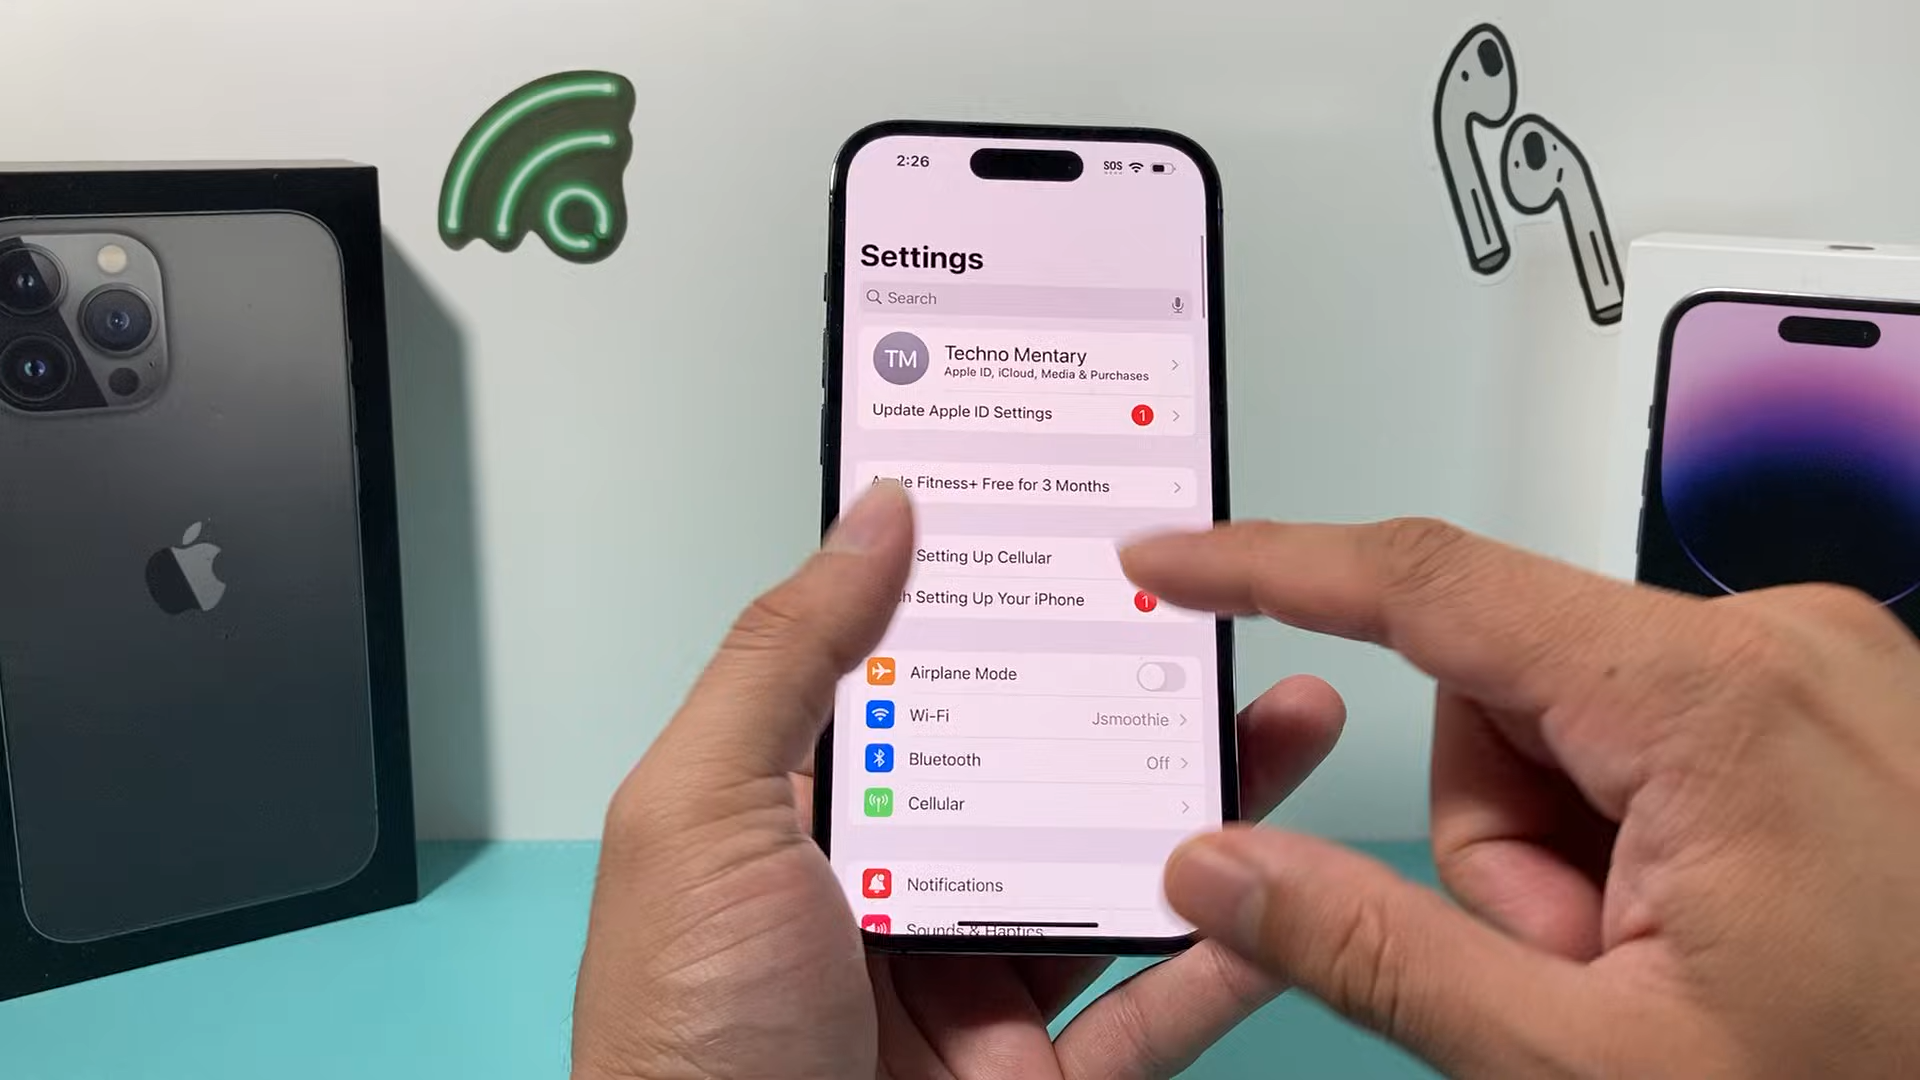 2:26
SOS
Settings
Search
TM
Techno Mentary
Apple ID, iCloud, Media & Purchases
Update Apple ID Settings
1
Fitness+ Free for 3 Months
Setting Up Cellular
Setting Up Your iPhone
1
Airplane Mode
Wi-Fi
Jsmoothie
Bluetooth
Off
Cellular
Notifications
Sounds & Haptics